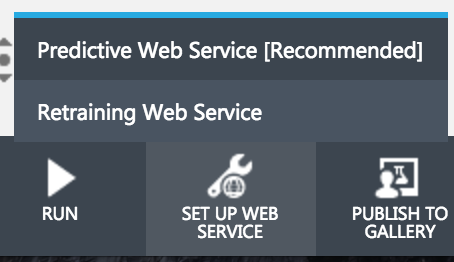 Predictive Web Service [Recommended]
Retraining Web Service
RUN
SET UP WEB
SERVICE
PUBLISH TO
GALLERY